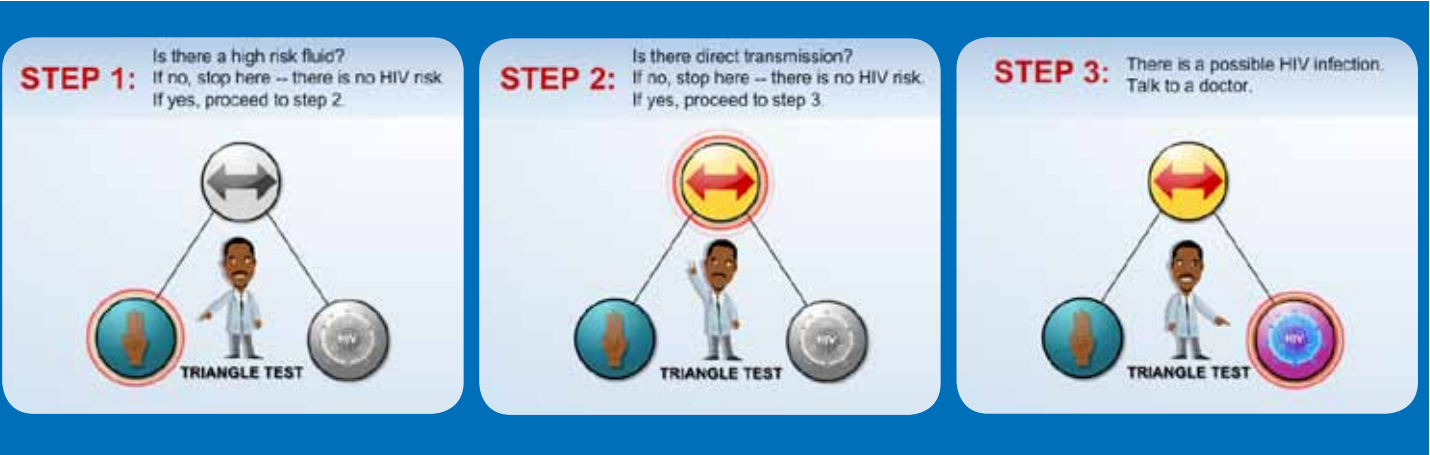 STEP 1:
Is there a high risk fluid?
If no, stop here -- there is no HIV risk
If yes, proceed to step 2.
HIV
TRIANGLE TEST
STEP 2:
Is there direct transmission?
If no, stop here -- there is no HIV risk.
If yes, proceed to step 3.
HIV
TRIANGLE TEST
STEP 3:
There is a possible HIV infection.
Talk to a doctor.
HIV
TRIANGLE TEST